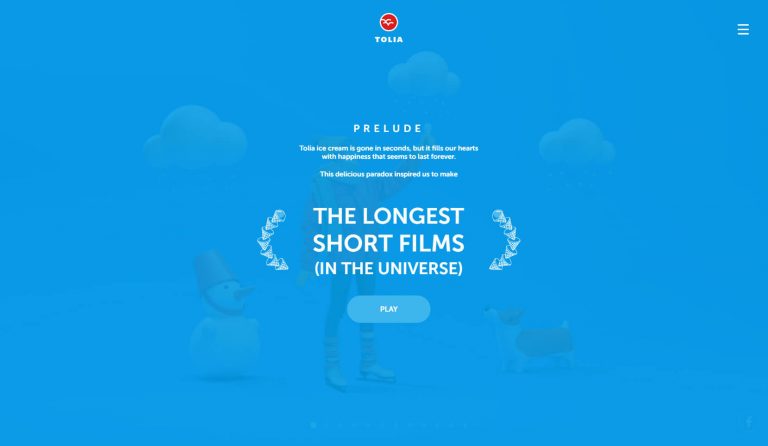 TOLIA
PRELUDE
Tolia ice cream is gone in seconds, but it fills our hearts
with happiness that seems to last forever.
This delicious paradox inspired us to make
THE LONGEST
SHORT FILMS
(IN THE UNIVERSE)
PLAY